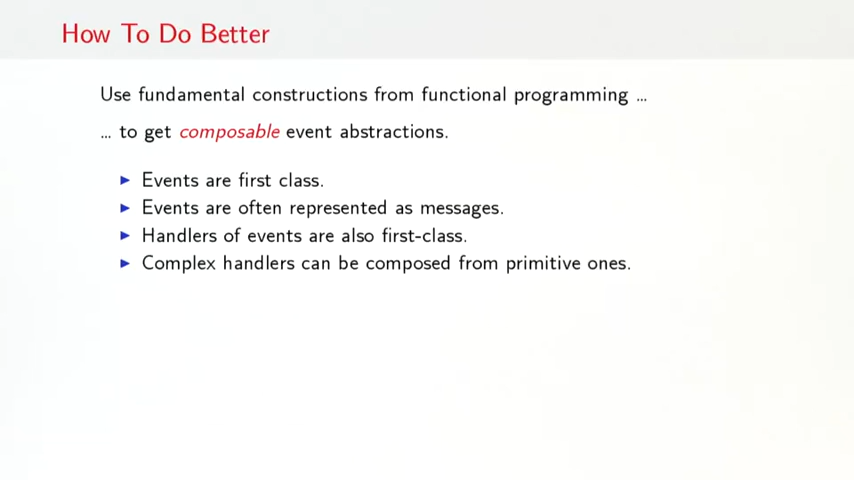 How To Do Better
Use fundamental constructions from functional programming ...
... to get composable event abstractions.
▶ Events are first class.
▶ Events are often represented as messages.
▶ Handlers of events are also first-class.
▶ Complex handlers can be composed from primitive ones.